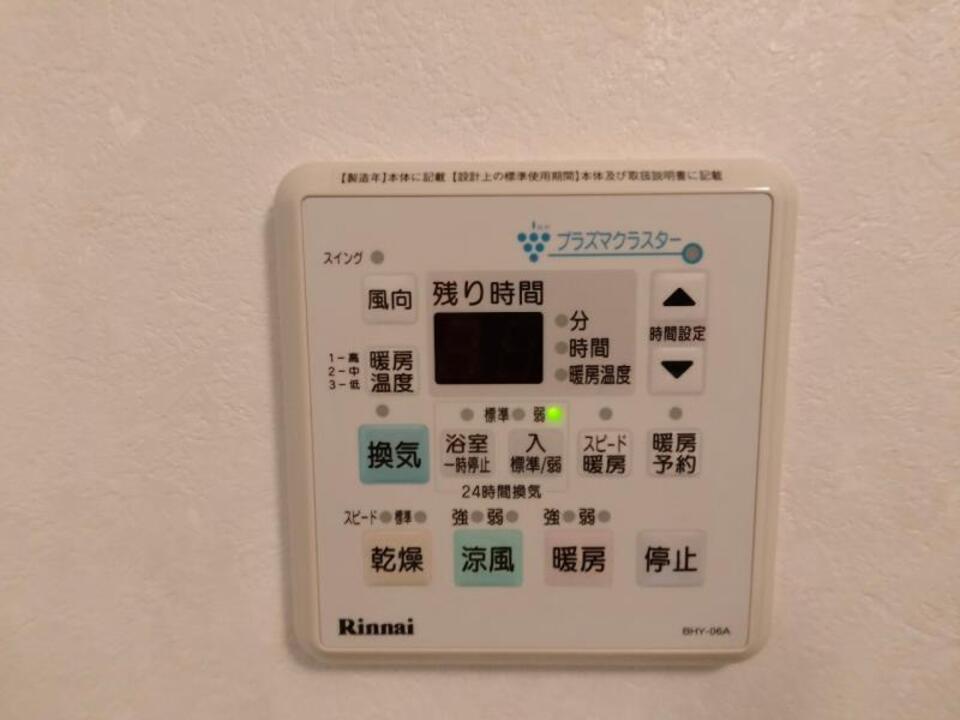 【製造年】本体に記載【設計上の標準使用期間】本体及び取扱説明書に記載
プラズマクラスター
スイング
風向
残り時間
分
時間
暖房温度
▲
時間設定
▼
1-高
2-中
3-低
暖房
温度
標準 弱
換気
浴室
一時停止
入
標準/弱
24時間換気
スピード
暖房
暖房
予約
スピード 標準
乾燥
強 弱
涼風
強 弱
暖房
停止
Rinnai
BHY-06A